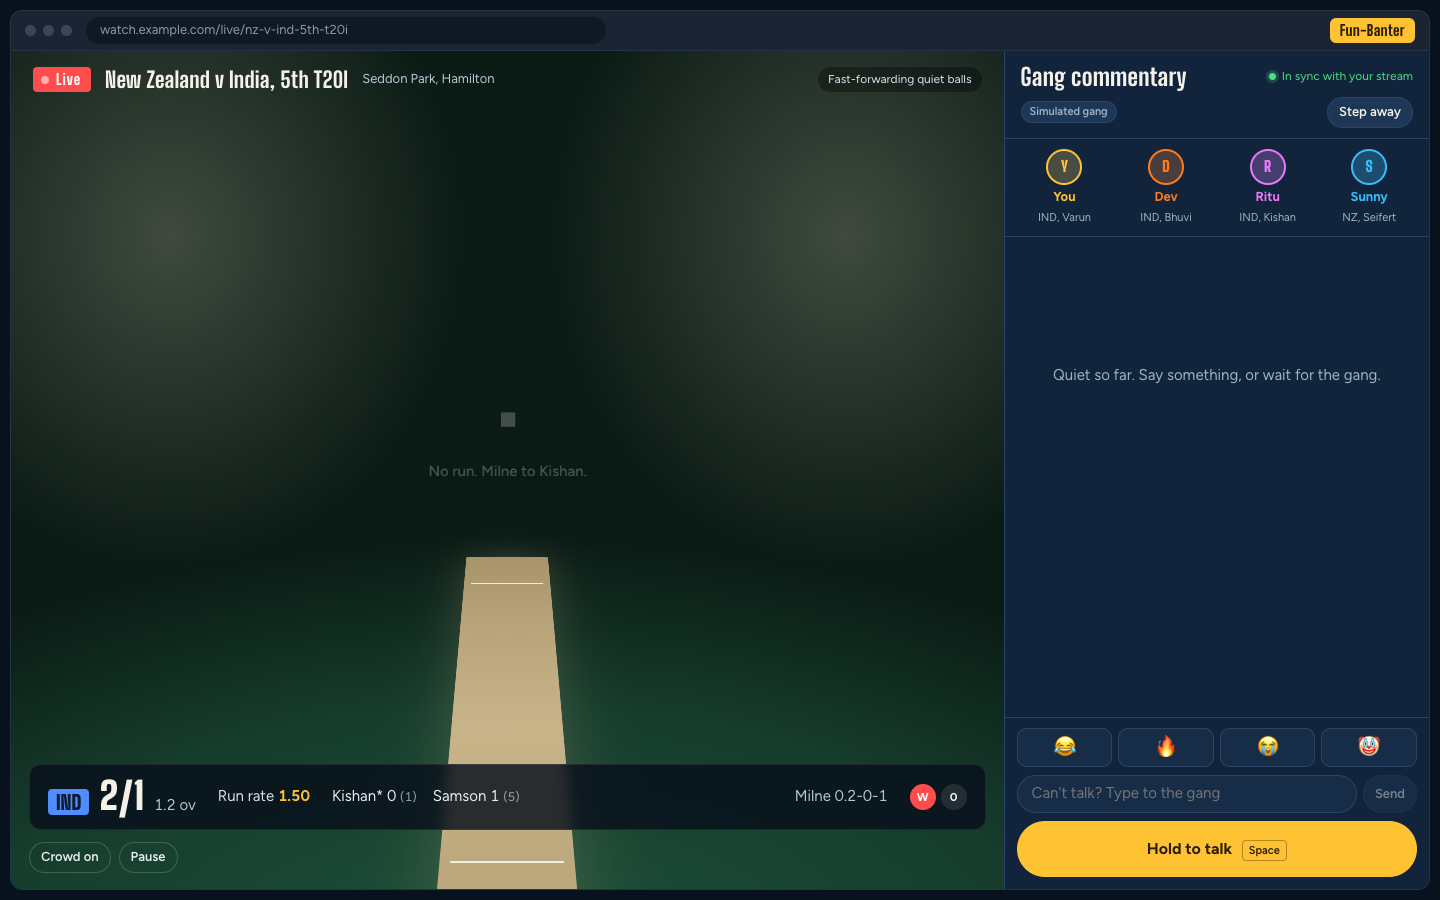 watch.example.com/live/nz-v-ind-5th-t20i
Fun-Banter
Live
New Zealand v India, 5th T20I
Seddon Park, Hamilton
Fast-forwarding quiet balls
Gang commentary
In sync with your stream
Simulated gang
Step away
Y
D
R
S
You
Dev
Ritu
Sunny
IND, Varun
IND, Bhuvi
IND, Kishan
NZ, Seifert
Quiet so far. Say something, or wait for the gang.
No run. Milne to Kishan.
IND 2/1 1.2 ov Run rate 1.50 Kishan* 0 (1) Samson 1 (5) Milne 0.2-0-1 W 0
Crowd on
Pause
Can't talk? Type to the gang
Send
Hold to talk Space